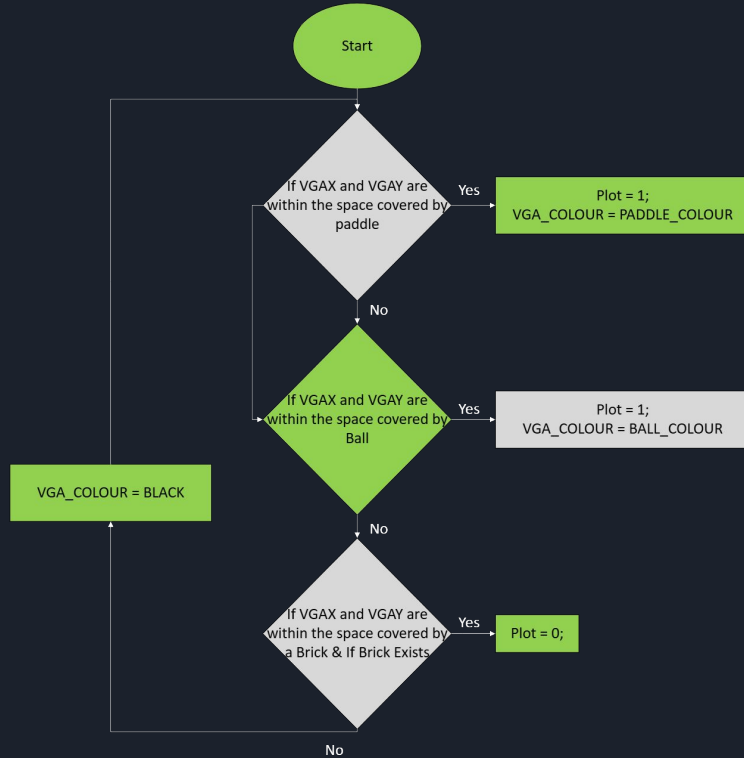 Start
If VGAX and VGAY are
within the space covered by
paddle
Yes
Plot = 1;
VGA_COLOUR = PADDLE_COLOUR
No
If VGAX and VGAY are
within the space covered by
Ball
Yes
Plot = 1;
VGA_COLOUR = BALL_COLOUR
VGA_COLOUR = BLACK
No
If VGAX and VGAY are
within the space covered by
a Brick & If Brick Exists
Yes
Plot = 0;
No